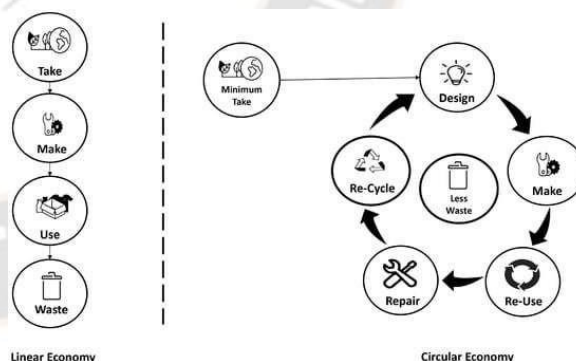 Take
Make
Use
Waste
Linear Economy
Minimum
Take
Design
Make
Re-Use
Repair
Re-Cycle
Less
Waste
Circular Economy